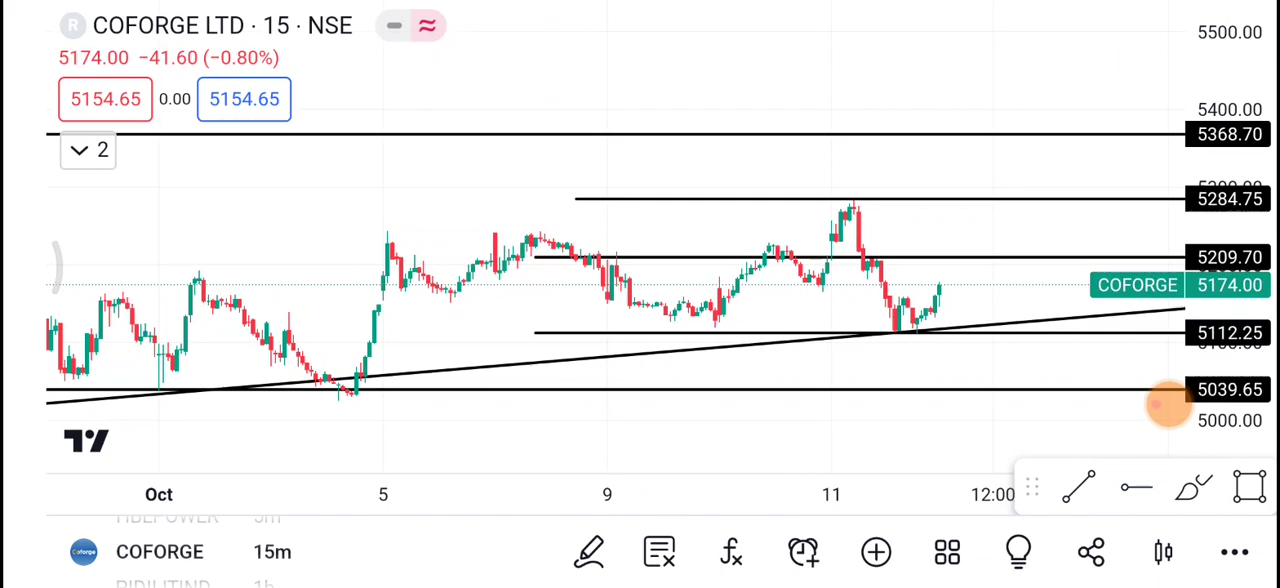 R COFORGE LTD · 15 · NSE
5174.00 −41.60 (−0.80%)
5154.65 0.00 5154.65
2
5500.00
5400.00
5368.70
5284.75
5209.70
COFORGE 5174.00
5112.25
5039.65
5000.00
Oct 5 9 11 12:00
COFORGE 15m